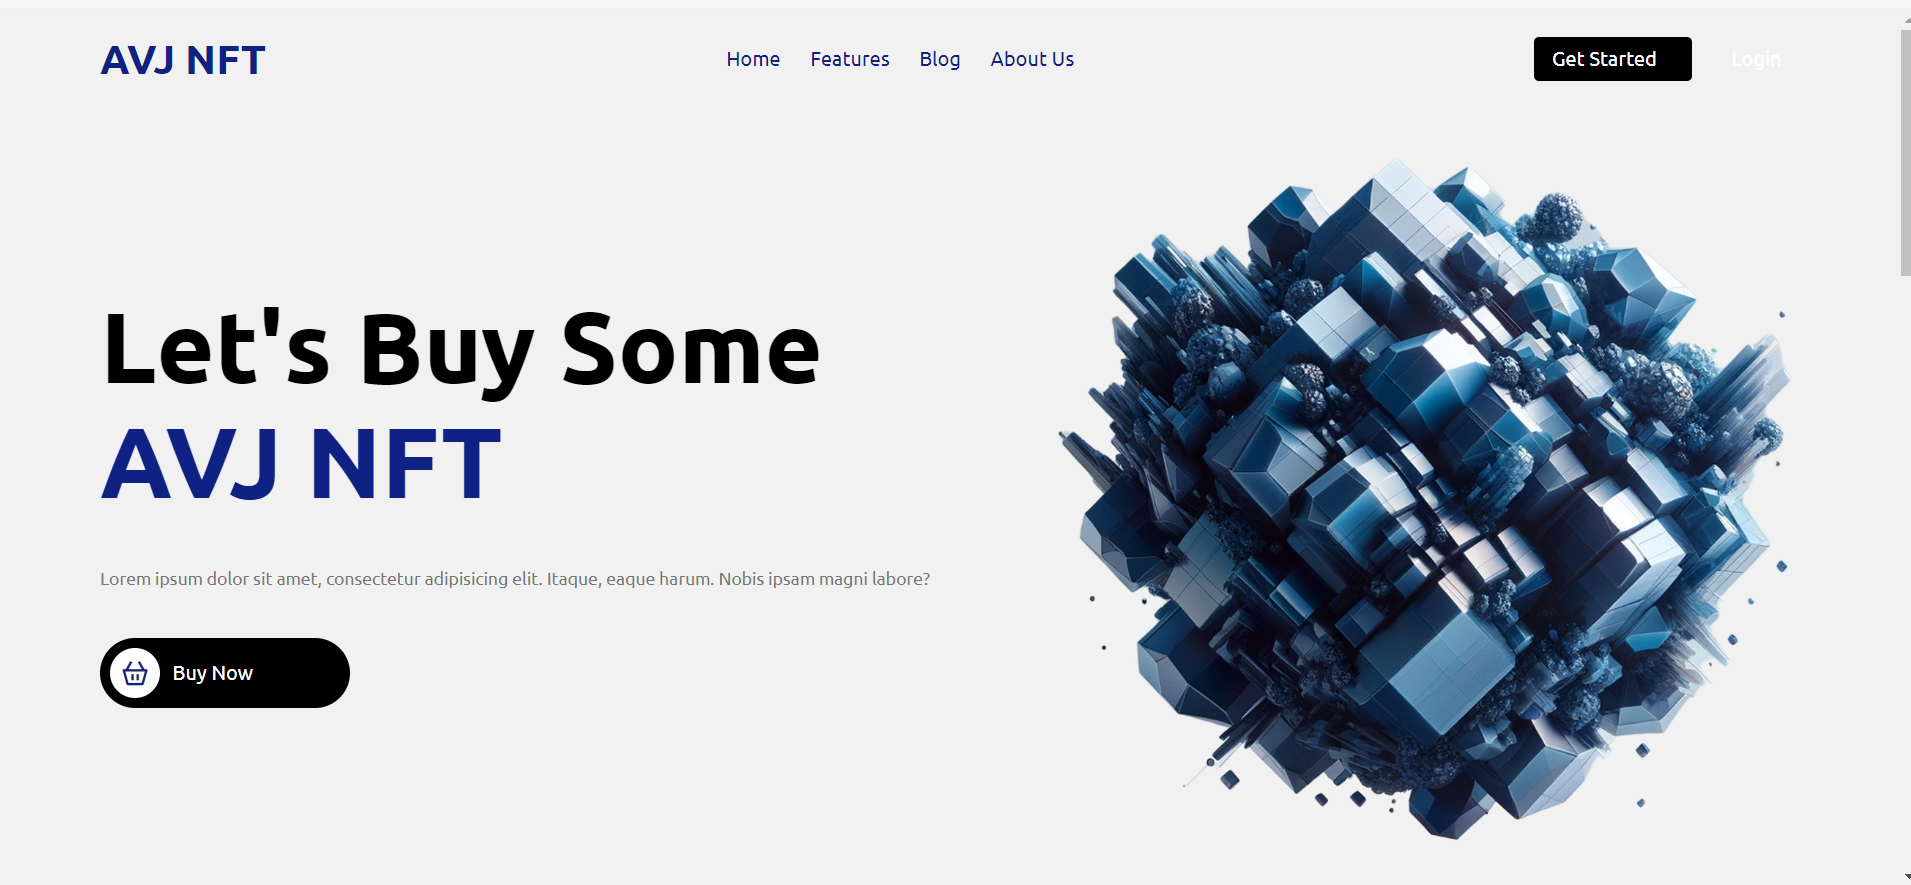 AVJ NFT
Home Features Blog About Us
Get Started Login
Let's Buy Some
AVJ NFT
Lorem ipsum dolor sit amet, consectetur adipisicing elit. Itaque, eaque harum. Nobis ipsam magni labore?
Buy Now